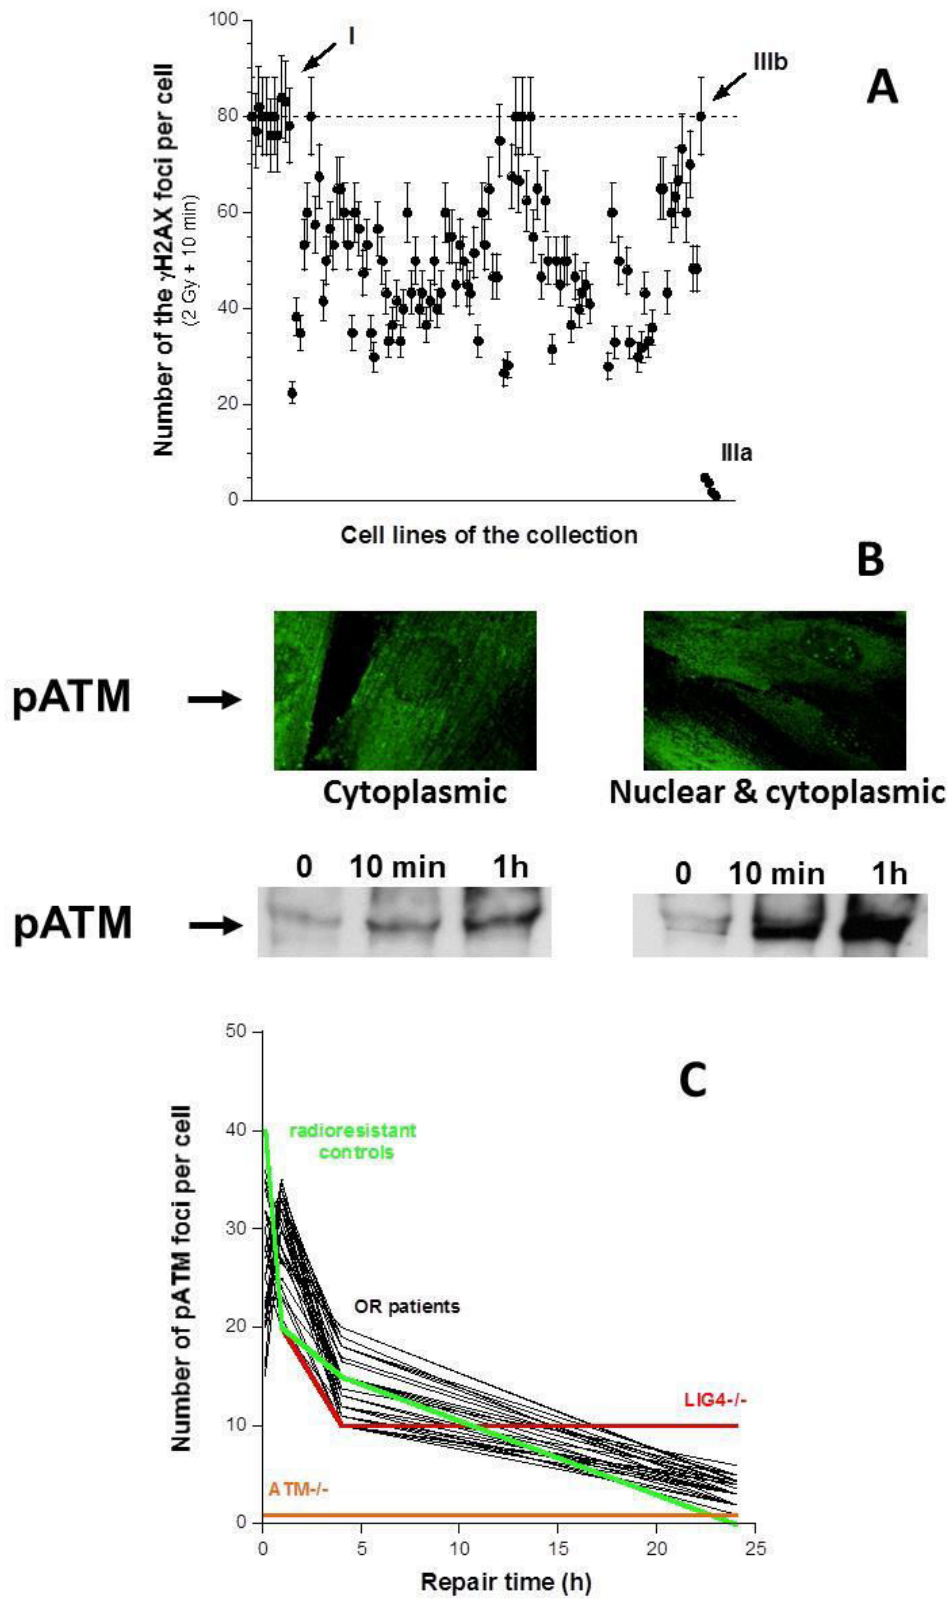 100
I
IIIb
A
80
60
40
20
0
Number of the γH2AX foci per cell
(2 Gy + 10 min)
IIIa
Cell lines of the collection
B
pATM
Cytoplasmic
Nuclear & cytoplasmic
0 10 min 1h
0 10 min 1h
pATM
50
C
40
radioresistant
controls
30
Number of pATM foci per cell
OR patients
20
LIG4-/-
10
ATM-/-
0
0 5 10 15 20 25
Repair time (h)